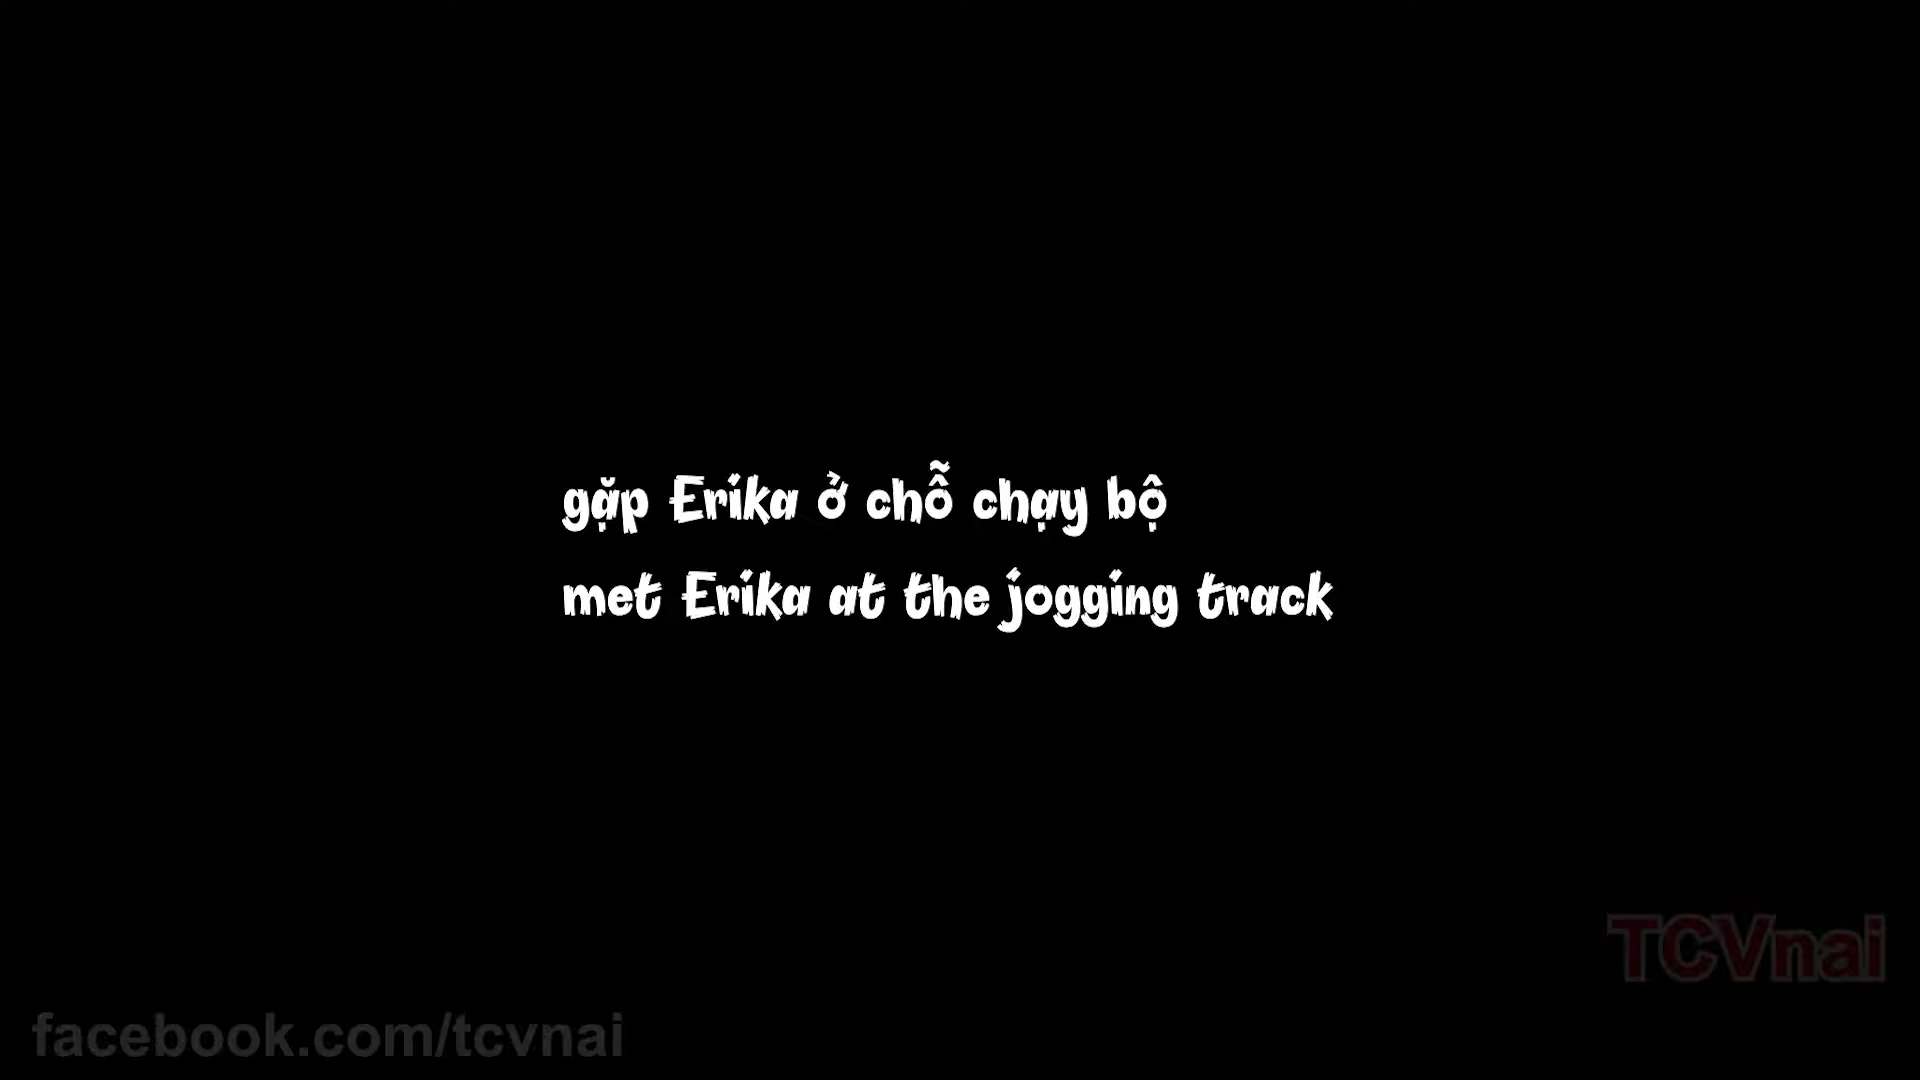 gặp Erika ở chỗ chạy bộ
met Erika at the jogging track
TCVnai
facebook.com/tcvnai